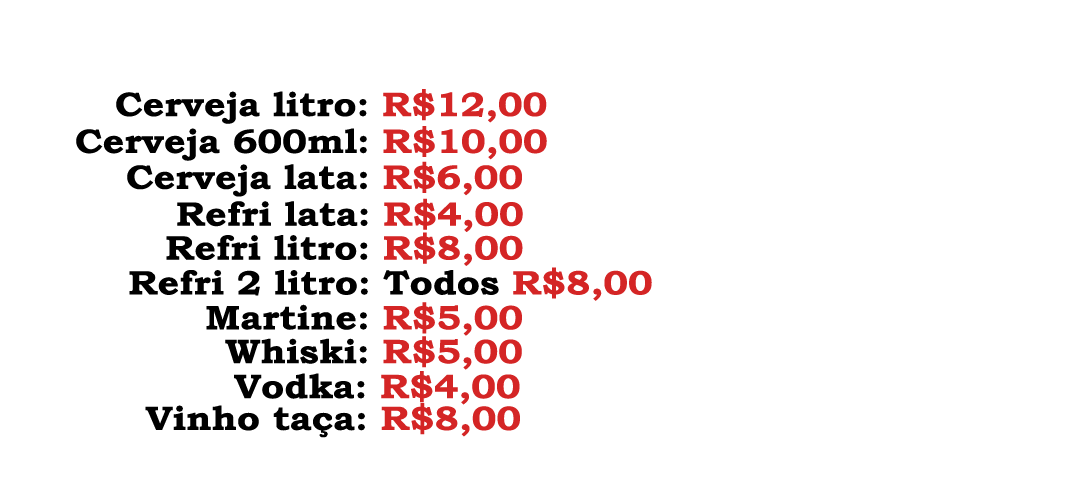 Cerveja litro: R$12,00
Cerveja 600ml: R$10,00
Cerveja lata: R$6,00
Refri lata: R$4,00
Refri litro: R$8,00
Refri 2 litro: Todos R$8,00
Martine: R$5,00
Whiski: R$5,00
Vodka: R$4,00
Vinho taça: R$8,00